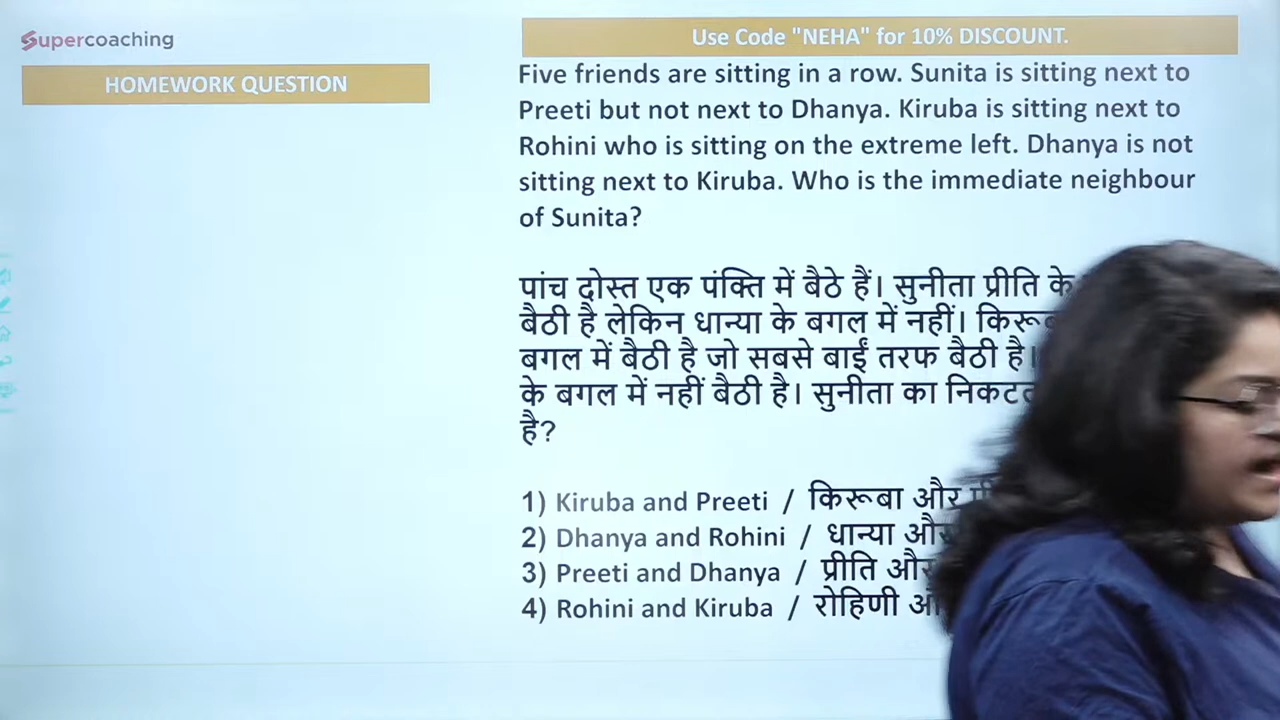 Supercoaching
Use Code "NEHA" for 10% DISCOUNT.
HOMEWORK QUESTION
Five friends are sitting in a row. Sunita is sitting next to
Preeti but not next to Dhanya. Kiruba is sitting next to
Rohini who is sitting on the extreme left. Dhanya is not
sitting next to Kiruba. Who is the immediate neighbour
of Sunita?
पांच दोस्त एक पंक्ति में बैठे हैं। सुनीता प्रीति के
बैठी है लेकिन धान्या के बगल में नहीं।
बगल में बैठी है जो सबसे बाईं तरफ बैठी है।
के बगल में नहीं बैठी है। सुनीता का
है?
1) Kiruba and Preeti / किरूबा और
2) Dhanya and Rohini / धान्या
3) Preeti and Dhanya / प्रीति
4) Rohini and Kiruba / रोहिणी